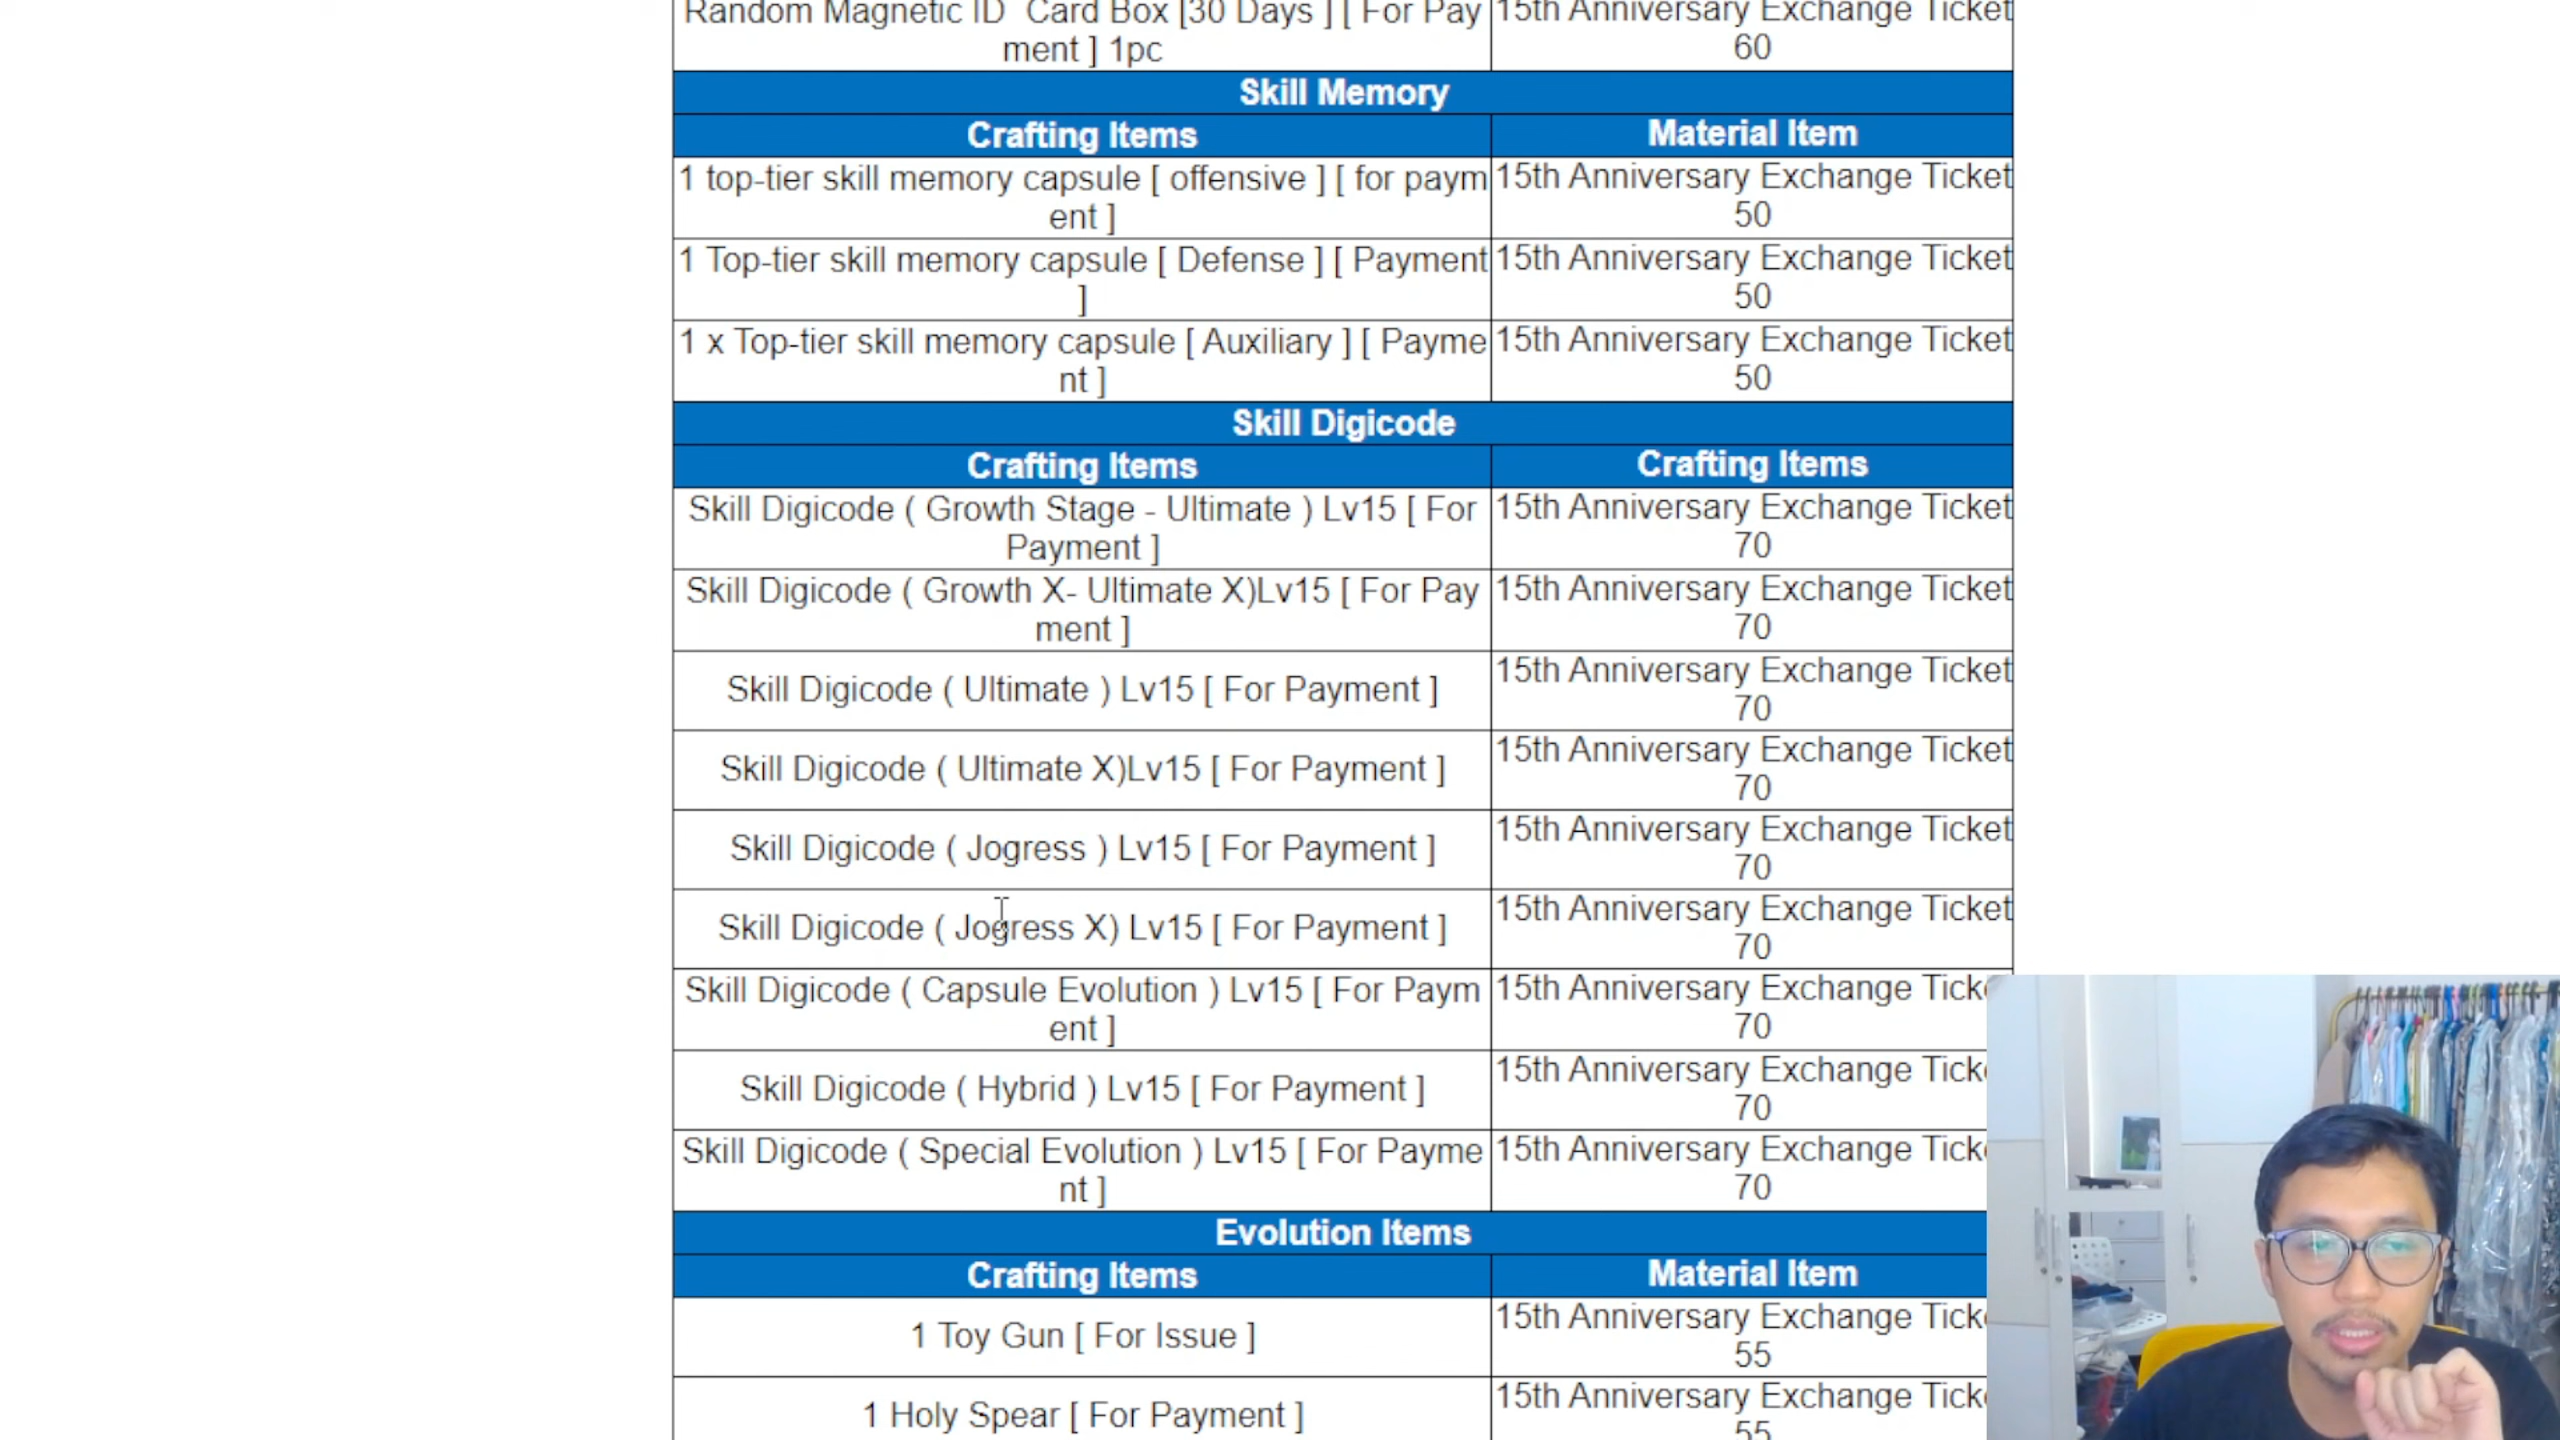 Random Magnetic ID Card Box [30 Days ] [ For Pay
ment ] 1pc
15th Anniversary Exchange Ticket
60
Skill Memory
Crafting Items
Material Item
1 top-tier skill memory capsule [ offensive ] [ for paym
ent ]
15th Anniversary Exchange Ticket
50
1 Top-tier skill memory capsule [ Defense ] [ Payment
]
15th Anniversary Exchange Ticket
50
1 x Top-tier skill memory capsule [ Auxiliary ] [ Payme
nt ]
15th Anniversary Exchange Ticket
50
Skill Digicode
Crafting Items
Crafting Items
Skill Digicode ( Growth Stage - Ultimate ) Lv15 [ For
Payment ]
15th Anniversary Exchange Ticket
70
Skill Digicode ( Growth X- Ultimate X)Lv15 [ For Pay
ment ]
15th Anniversary Exchange Ticket
70
Skill Digicode ( Ultimate ) Lv15 [ For Payment ]
15th Anniversary Exchange Ticket
70
Skill Digicode ( Ultimate X)Lv15 [ For Payment ]
15th Anniversary Exchange Ticket
70
Skill Digicode ( Jogress ) Lv15 [ For Payment ]
15th Anniversary Exchange Ticket
70
Skill Digicode ( Jogress X) Lv15 [ For Payment ]
15th Anniversary Exchange Ticket
70
Skill Digicode ( Capsule Evolution ) Lv15 [ For Paym
ent ]
15th Anniversary Exchange Ticke
70
Skill Digicode ( Hybrid ) Lv15 [ For Payment ]
15th Anniversary Exchange Ticke
70
Skill Digicode ( Special Evolution ) Lv15 [ For Payme
nt ]
15th Anniversary Exchange Ticke
70
Evolution Items
Crafting Items
Material Item
1 Toy Gun [ For Issue ]
15th Anniversary Exchange Ticke
55
1 Holy Spear [ For Payment ]
15th Anniversary Exchange Ticke
55